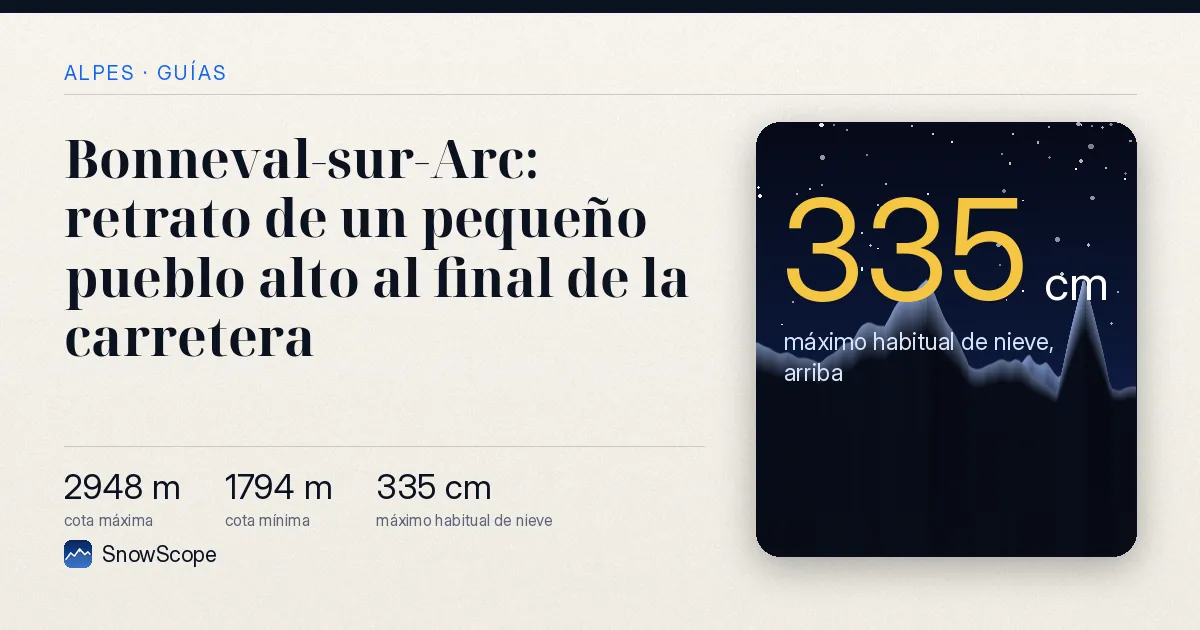 ALPES · GUÍAS
Bonneval-sur-Arc:
retrato de un pequeño
pueblo alto al final de la
carretera
335 cm
máximo habitual de nieve,
arriba
2948 m
cota máxima
1794 m
cota mínima
335 cm
máximo habitual de nieve
SnowScope